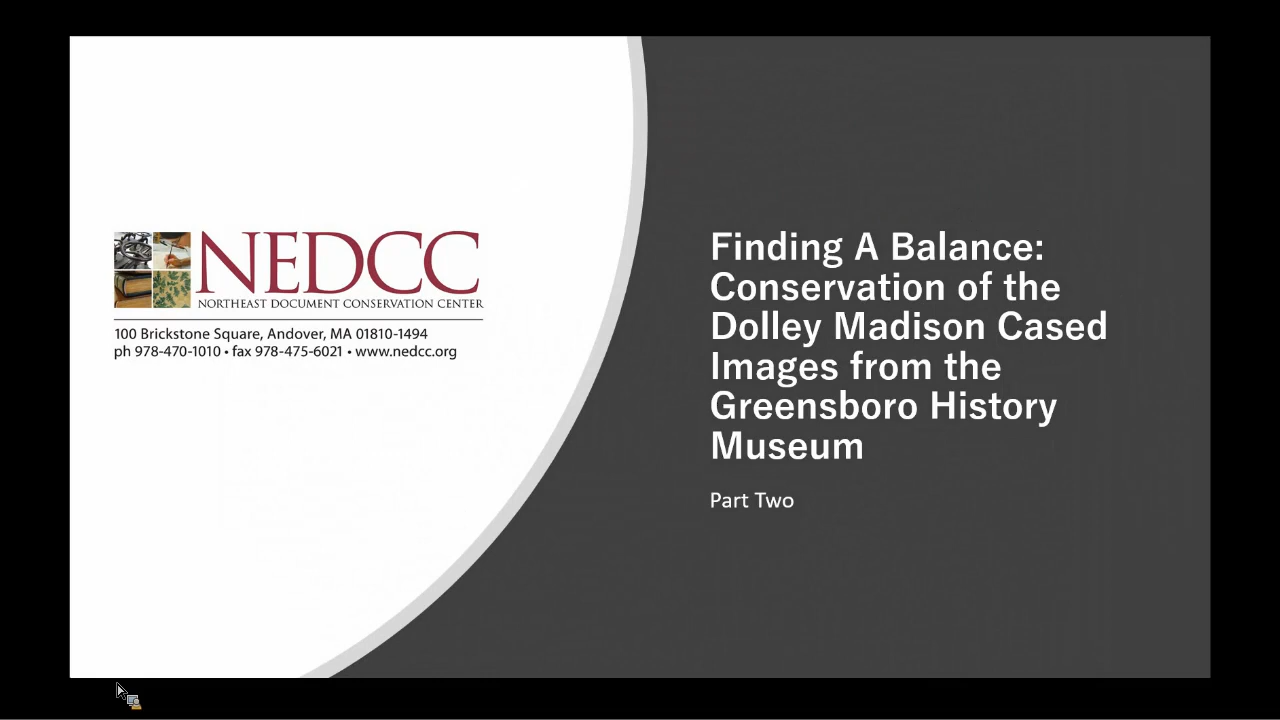 NEDCC
NORTHEAST DOCUMENT CONSERVATION CENTER
100 Brickstone Square, Andover, MA 01810-1494
ph 978-470-1010 • fax 978-475-6021 • www.nedcc.org
Finding A Balance:
Conservation of the
Dolley Madison Cased
Images from the
Greensboro History
Museum
Part Two